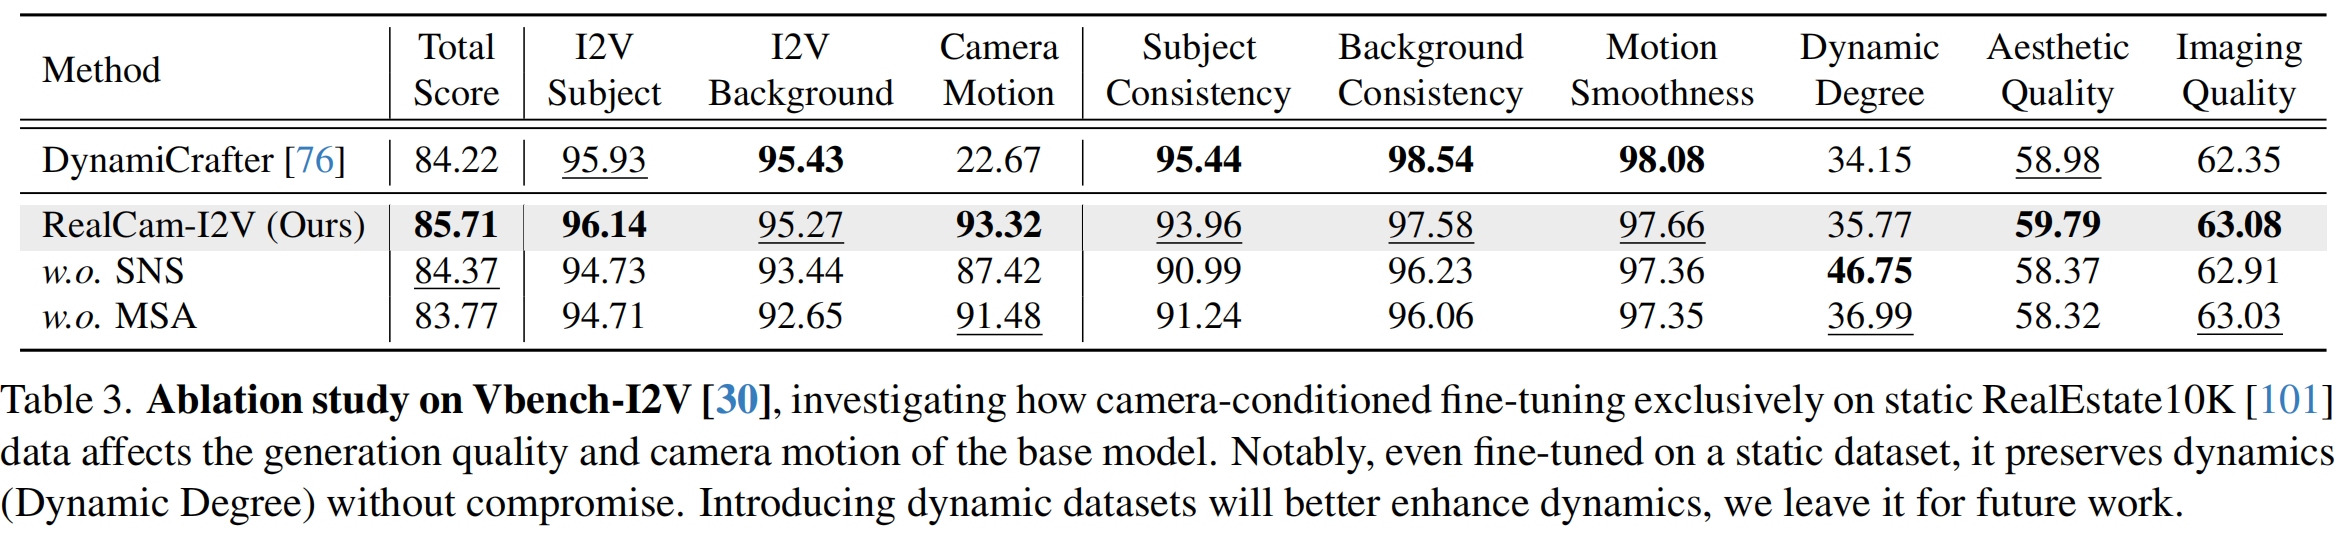 Method Total Score I2V Subject I2V Background Camera Motion Subject Consistency Background Consistency Motion Smoothness Dynamic Degree Aesthetic Quality Imaging Quality
DynamiCrafter [76] 84.22 95.93 95.43 22.67 95.44 98.54 98.08 34.15 58.98 62.35
RealCam-I2V (Ours) 85.71 96.14 95.27 93.32 93.96 97.58 97.66 35.77 59.79 63.08
w.o. SNS 84.37 94.73 93.44 87.42 90.99 96.23 97.36 46.75 58.37 62.91
w.o. MSA 83.77 94.71 92.65 91.48 91.24 96.06 97.35 36.99 58.32 63.03
Table 3. Ablation study on Vbench-I2V [30], investigating how camera-conditioned fine-tuning exclusively on static RealEstate10K [101]
data affects the generation quality and camera motion of the base model. Notably, even fine-tuned on a static dataset, it preserves dynamics
(Dynamic Degree) without compromise. Introducing dynamic datasets will better enhance dynamics, we leave it for future work.